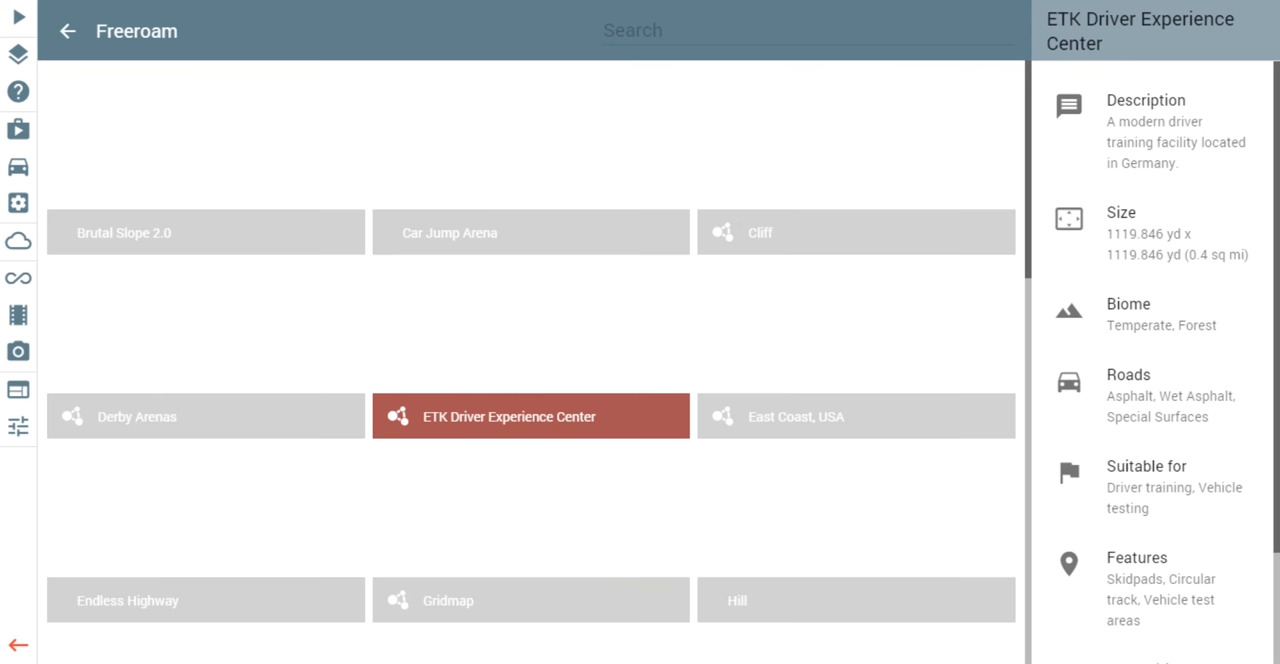 Freeroam
Search
Brutal Slope 2.0
Car Jump Arena
Cliff
Derby Arenas
ETK Driver Experience Center
East Coast, USA
Endless Highway
Gridmap
Hill
ETK Driver Experience
Center
Description
A modern driver
training facility located
in Germany.
Size
1119.846 yd x
1119.846 yd (0.4 sq mi)
Biome
Temperate, Forest
Roads
Asphalt, Wet Asphalt,
Special Surfaces
Suitable for
Driver training, Vehicle
testing
Features
Skidpads, Circular
track, Vehicle test
areas